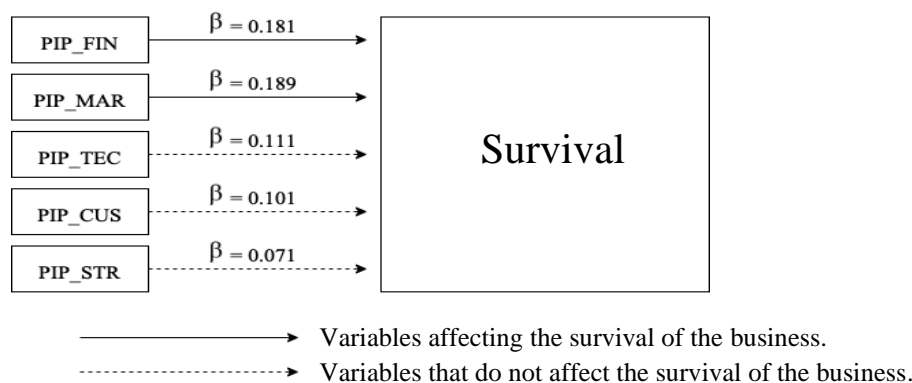 PIP_FIN
β = 0.181
PIP_MAR
β = 0.189
PIP_TEC
β = 0.111
PIP_CUS
β = 0.101
PIP_STR
β = 0.071
Survival
Variables affecting the survival of the business.
Variables that do not affect the survival of the business.